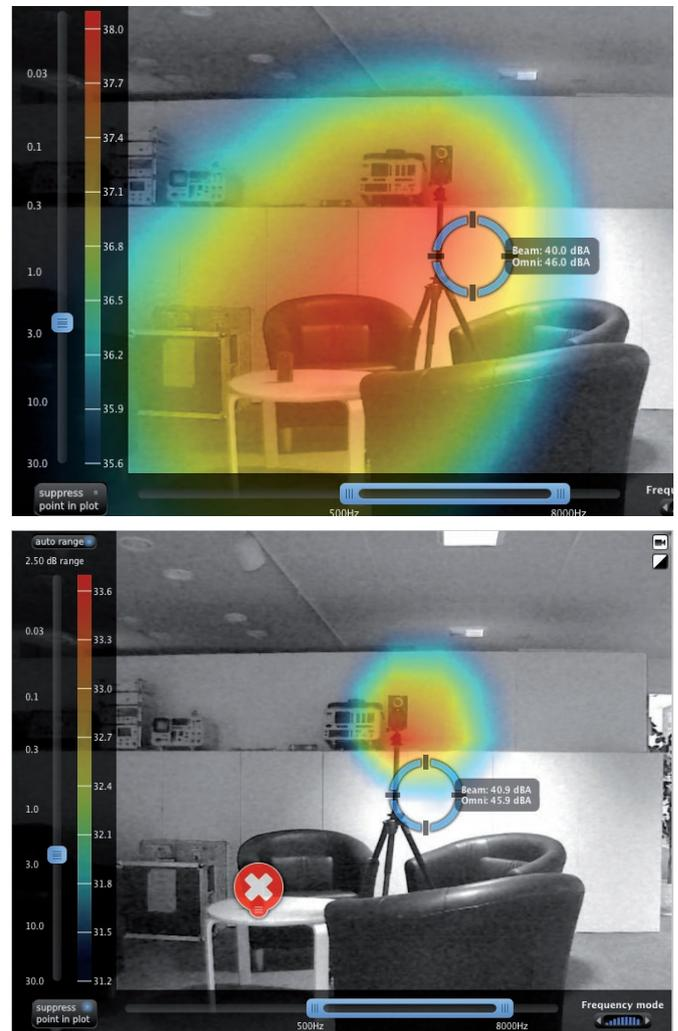 38.0
0.03
37.7
37.4
0.1
37.1
0.3
36.8
Beam: 40.0 dBA
Omni: 46.0 dBA
1.0
36.5
3.0
36.2
10.0
35.9
30.0
35.6
suppress
point in plot
500Hz
8000Hz
Frequ
auto range
2.50 dB range
33.6
0.03
33.3
0.1
33.0
0.3
32.7
32.4
Beam: 40.9 dBA
Omni: 45.9 dBA
1.0
32.1
3.0
31.8
10.0
31.5
30.0
31.2
suppress
point in plot
500Hz
8000Hz
Frequency mode